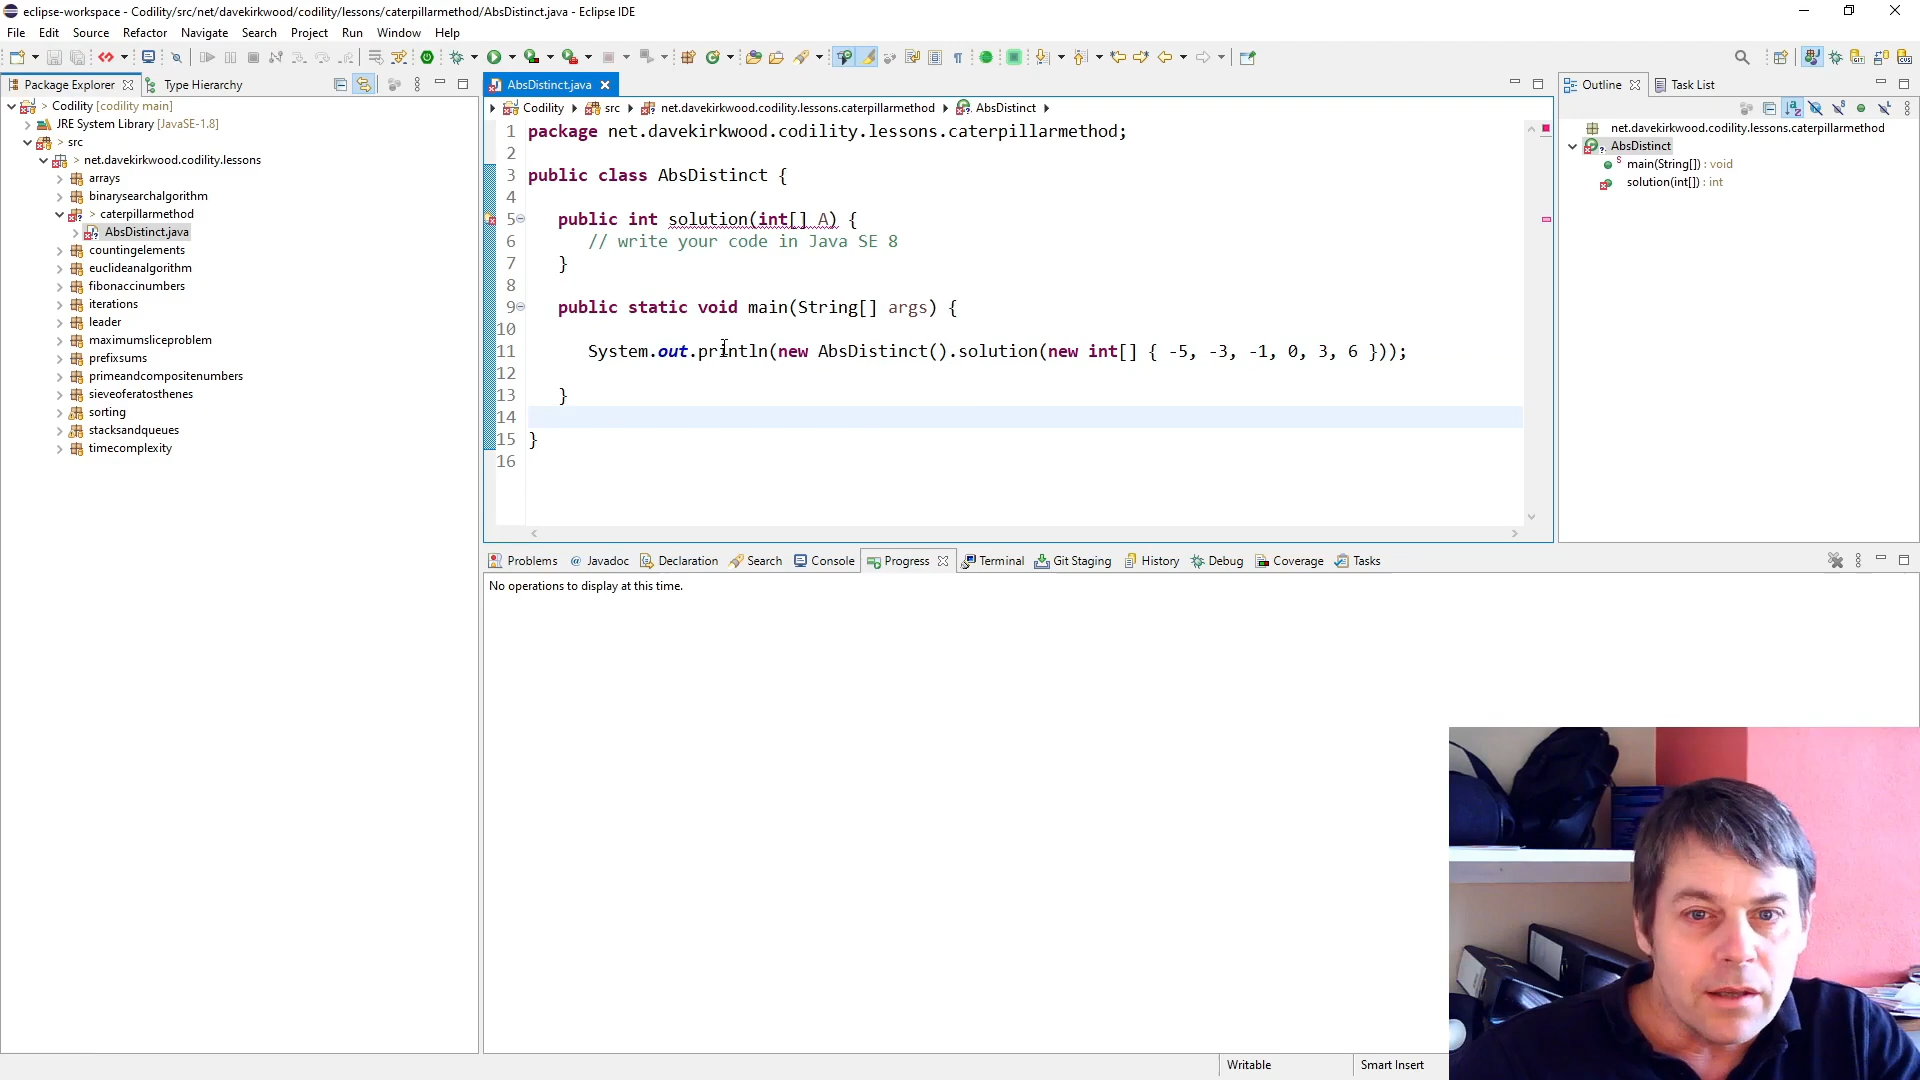 eclipse-workspace - Codility/src/net/davekirkwood/codility/lessons/caterpillarmethod/AbsDistinct.java - Eclipse IDE
File Edit Source Refactor Navigate Search Project Run Window Help
Package Explorer Type Hierarchy
> Codility [codility main]
JRE System Library [JavaSE-1.8]
> src
> net.davekirkwood.codility.lessons
arrays
binarysearchalgorithm
> caterpillarmethod
AbsDistinct.java
countingelements
euclideanalgorithm
fibonaccinumbers
iterations
leader
maximumsliceproblem
prefixsums
primeandcompositenumbers
sieveoferatosthenes
sorting
stacksandqueues
timecomplexity
AbsDistinct.java
Codility src net.davekirkwood.codility.lessons.caterpillarmethod AbsDistinct
1 package net.davekirkwood.codility.lessons.caterpillarmethod;
2
3 public class AbsDistinct {
4
5 public int solution(int[] A) {
6 // write your code in Java SE 8
7 }
8
9 public static void main(String[] args) {
10
11 System.out.println(new AbsDistinct().solution(new int[] { -5, -3, -1, 0, 3, 6 }));
12
13 }
14
15 }
16
Outline Task List
net.davekirkwood.codility.lessons.caterpillarmethod
AbsDistinct
main(String[]) : void
solution(int[]) : int
Problems Javadoc Declaration Search Console Progress Terminal Git Staging History Debug Coverage Tasks
No operations to display at this time.
Writable Smart Insert